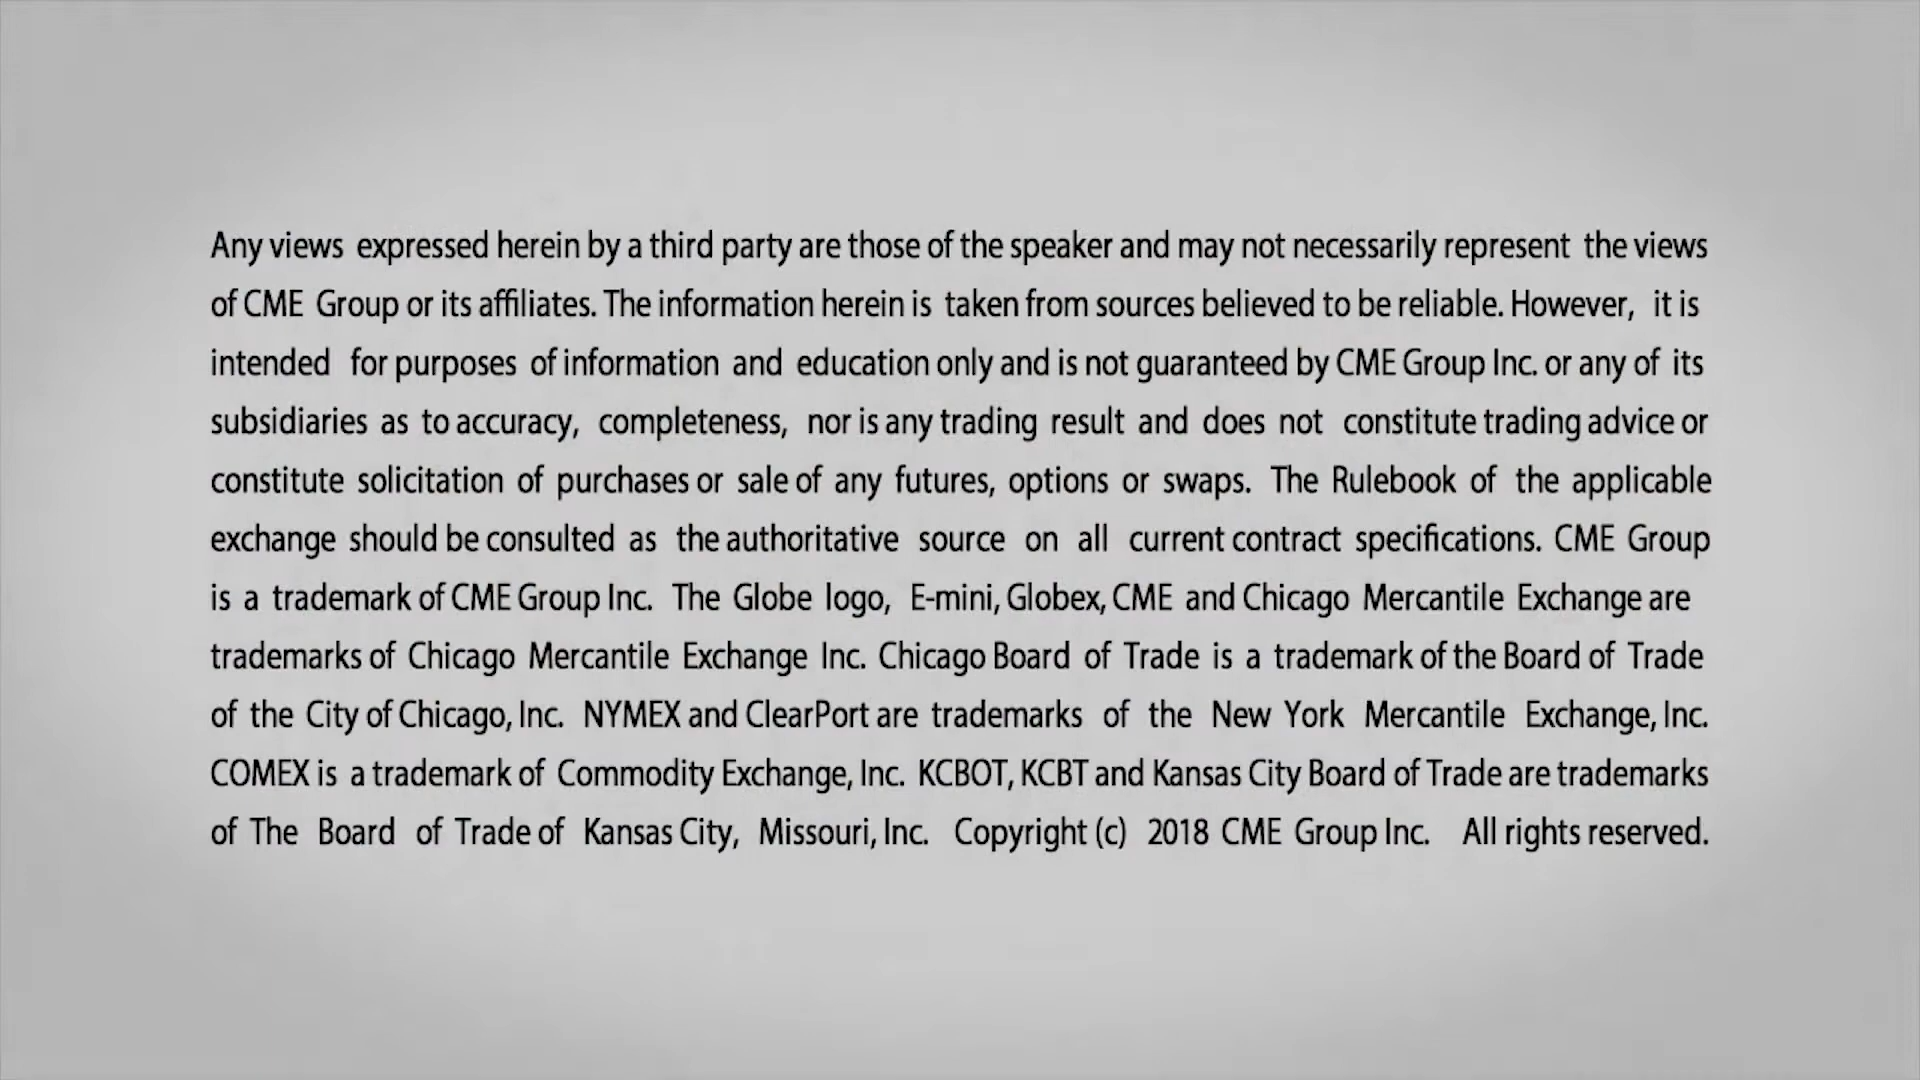 Any views expressed herein by a third party are those of the speaker and may not necessarily represent the views
of CME Group or its affiliates. The information herein is taken from sources believed to be reliable. However, it is
intended for purposes of information and education only and is not guaranteed by CME Group Inc. or any of its
subsidiaries as to accuracy, completeness, nor is any trading result and does not constitute trading advice or
constitute solicitation of purchases or sale of any futures, options or swaps. The Rulebook of the applicable
exchange should be consulted as the authoritative source on all current contract specifications. CME Group
is a trademark of CME Group Inc. The Globe logo, E-mini, Globex, CME and Chicago Mercantile Exchange are
trademarks of Chicago Mercantile Exchange Inc. Chicago Board of Trade is a trademark of the Board of Trade
of the City of Chicago, Inc. NYMEX and ClearPort are trademarks of the New York Mercantile Exchange, Inc.
COMEX is a trademark of Commodity Exchange, Inc. KCBOT, KCBT and Kansas City Board of Trade are trademarks
of The Board of Trade of Kansas City, Missouri, Inc. Copyright (c) 2018 CME Group Inc. All rights reserved.